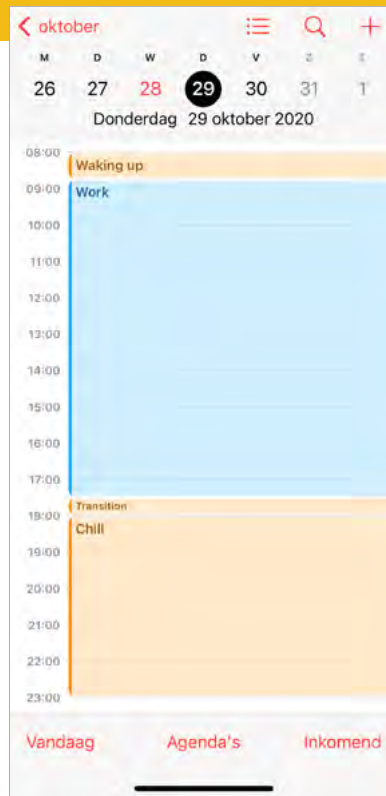 oktober
M D W D V Z Z
26 27 28 29 30 31 1
Donderdag 29 oktober 2020
08:00
Waking up
09:00 Work
10:00
11:00
12:00
13:00
14:00
15:00
16:00
17:00
Transition
18:00
Chill
19:00
20:00
21:00
22:00
23:00
Vandaag Agenda's Inkomend